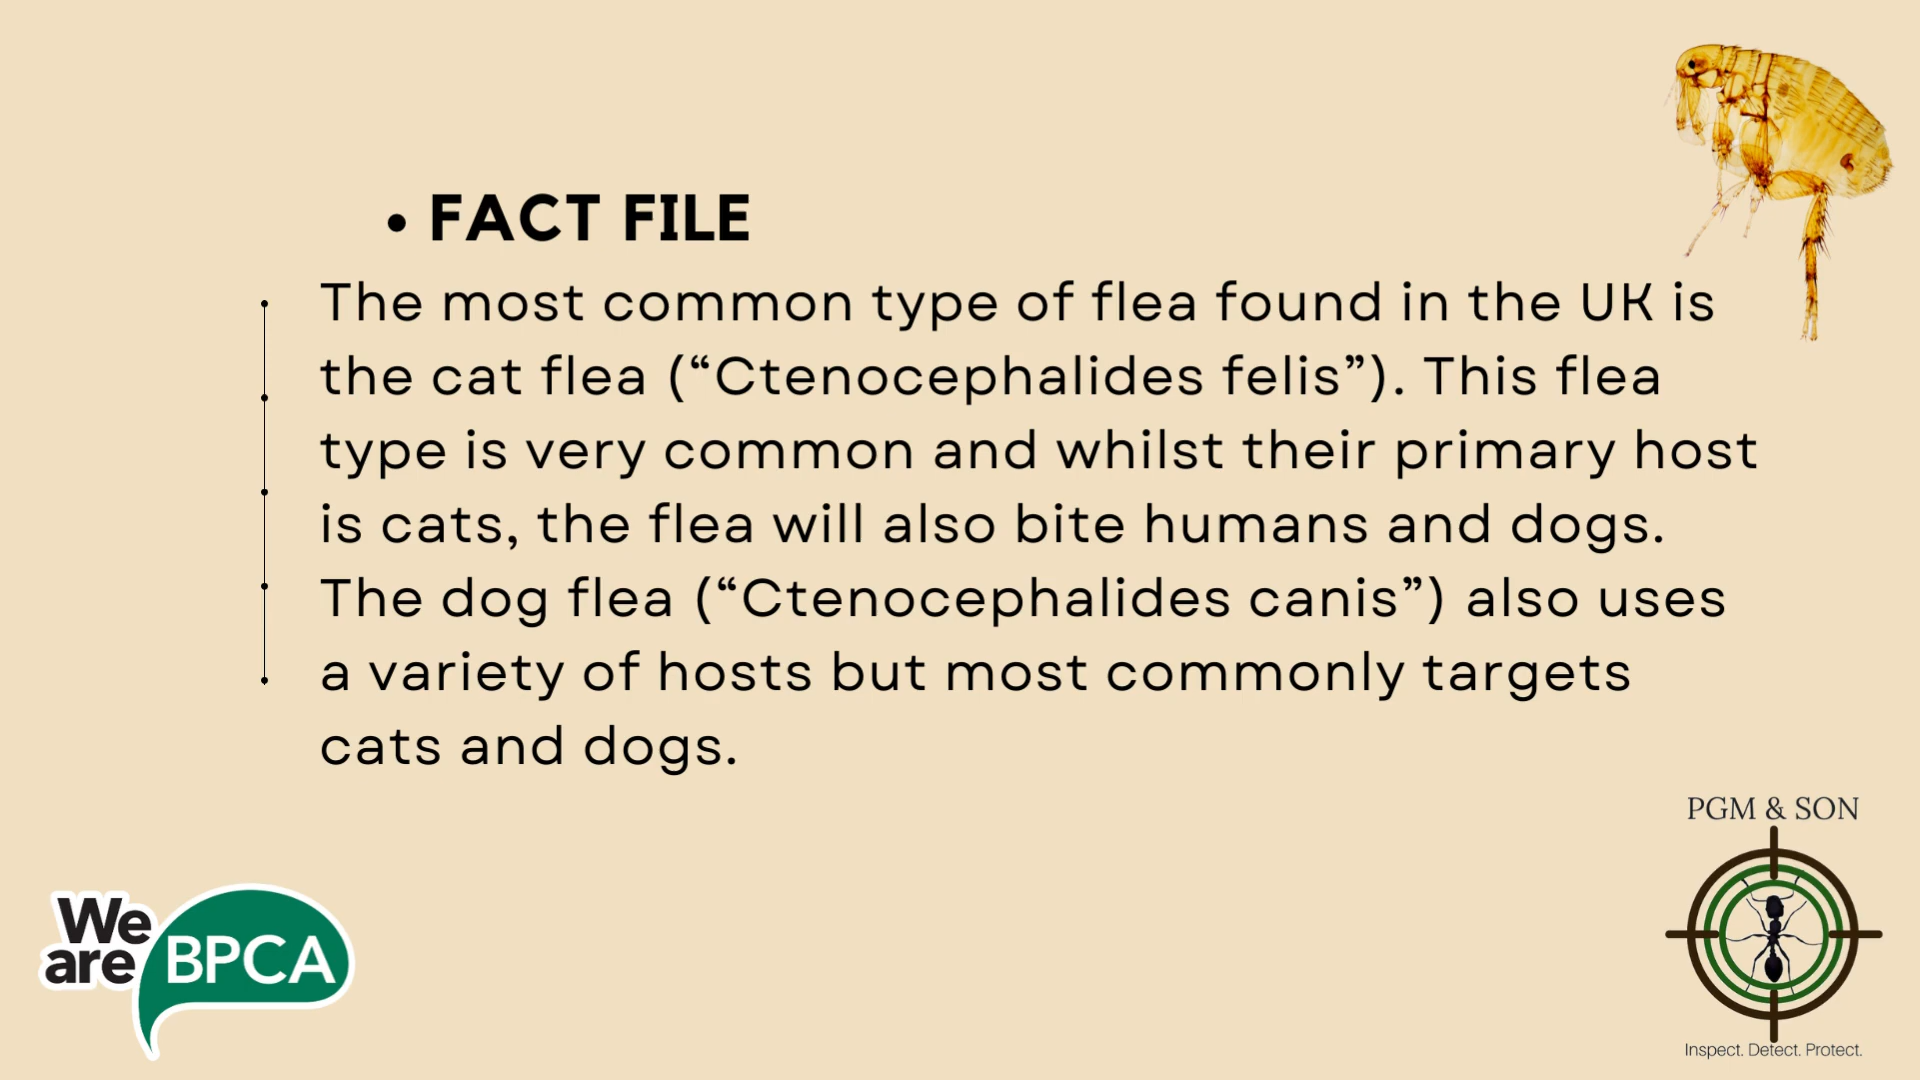 • FACT FILE
The most common type of flea found in the UK is
the cat flea (“Ctenocephalides felis”). This flea
type is very common and whilst their primary host
is cats, the flea will also bite humans and dogs.
The dog flea (“Ctenocephalides canis”) also uses
a variety of hosts but most commonly targets
cats and dogs.
We
are BPCA
PGM & SON
Inspect. Detect. Protect.